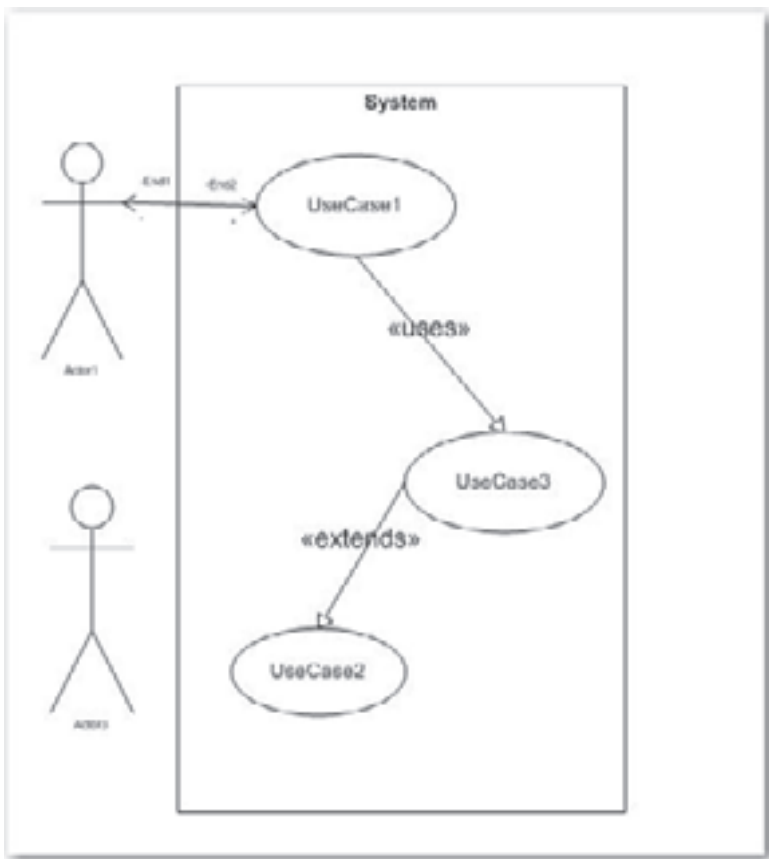 System
-End1
-End2
UseCase1
«uses»
Actor1
UseCase3
«extends»
UseCase2